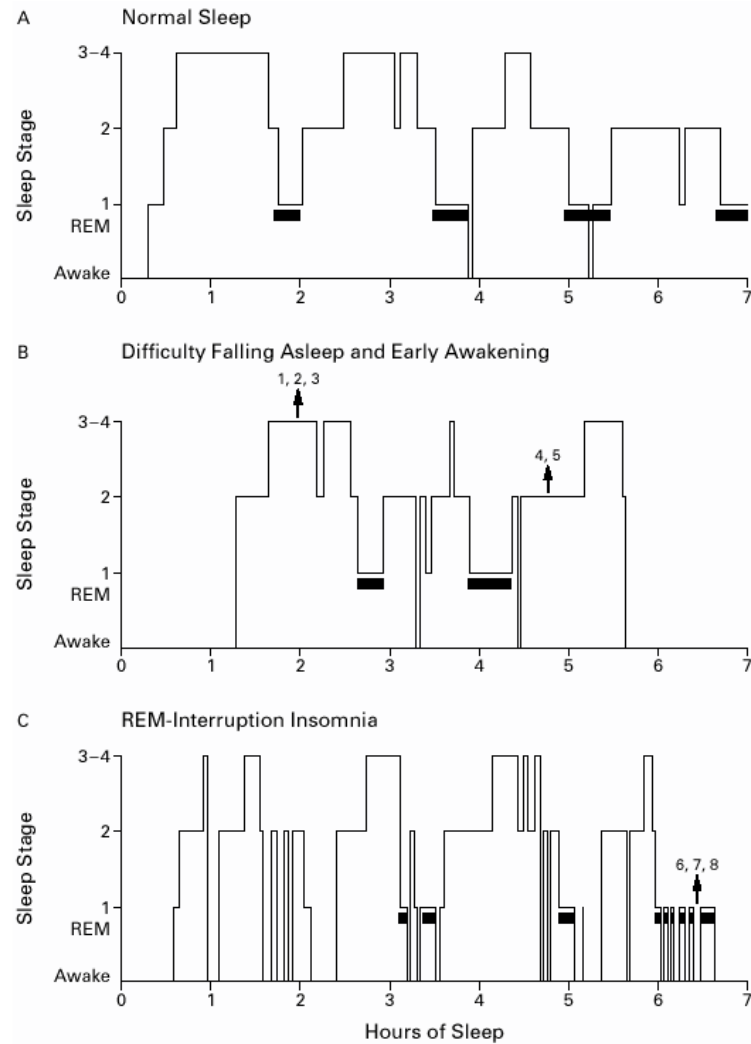 A Normal Sleep
3–4
2
1
REM
Awake
Sleep Stage
0 1 2 3 4 5 6 7
B Difficulty Falling Asleep and Early Awakening
1, 2, 3
3–4
4, 5
2
1
REM
Awake
Sleep Stage
0 1 2 3 4 5 6 7
C REM-Interruption Insomnia
3–4
2
6, 7, 8
1
REM
Awake
Sleep Stage
0 1 2 3 4 5 6 7
Hours of Sleep